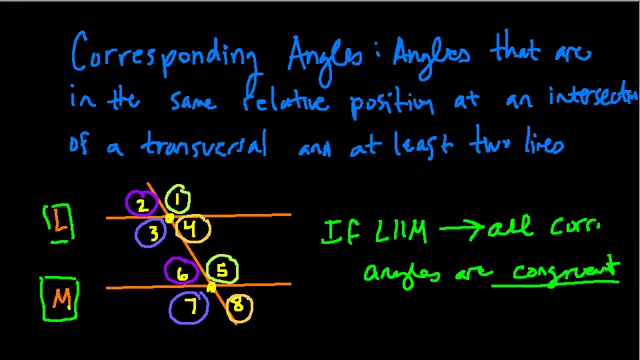 Corresponding Angles : Angles that are
in the same relative position at an intersectn
of a transversal and at least two lines
2 1
L
3 4
If L||M → all corr.
6 5
angles are congruent
M
7 8